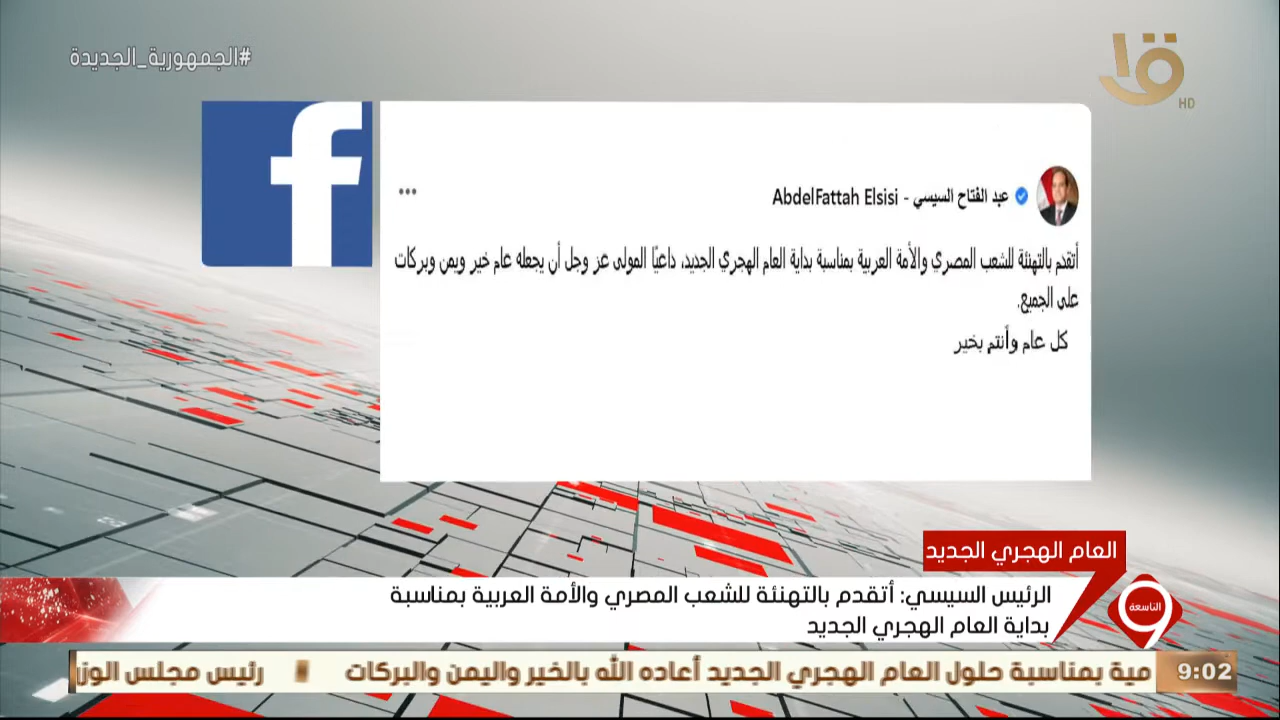 #الجمهورية_الجديدة
HD
عبد الفتاح السيسي - AbdelFattah Elsisi
أتقدم بالتهنئة للشعب المصري والأمة العربية بمناسبة بداية العام الهجري الجديد، داعيًا المولى عز وجل أن يجعله عام خير ويمن وبركات
على الجميع.
كل عام وأنتم بخير
العام الهجري الجديد
الرئيس السيسي: أتقدم بالتهنئة للشعب المصري والأمة العربية بمناسبة
بداية العام الهجري الجديد
التاسعة
9:02
مية بمناسبة حلول العام الهجري الجديد أعاده الله بالخير واليمن والبركات رئيس مجلس الوز